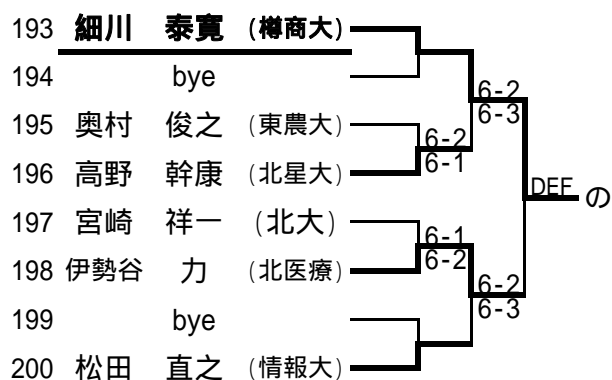 193 細川 泰寛 (樽商大)
194 bye
6-2
6-3
195 奥村 俊之 (東農大)
6-2
6-1
196 高野 幹康 (北星大)
DEF の
197 宮崎 祥一 (北大)
6-1
6-2
198 伊勢谷 力 (北医療)
6-2
6-3
199 bye
200 松田 直之 (情報大)